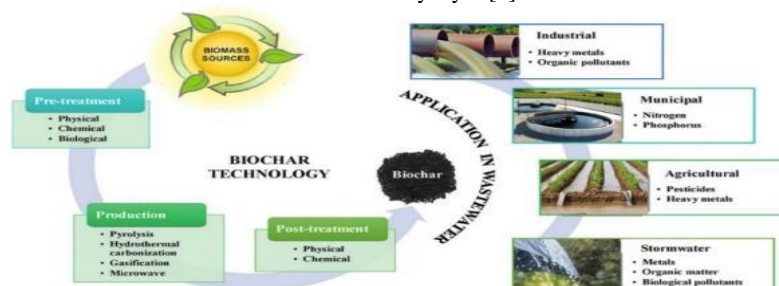 BIOMASS
SOURCES
Pre-treatment
• Physical
• Chemical
• Biological
BIOCHAR
TECHNOLOGY
Production
• Pyrolysis
• Hydrothermal
carbonization
• Gasification
• Microwave
Post-treatment
• Physical
• Chemical
Biochar
APPLICATION IN WASTEWATER
Industrial
• Heavy metals
• Organic pollutants
Municipal
• Nitrogen
• Phosphorus
Agricultural
• Pesticides
• Heavy metals
Stormwater
• Metals
• Organic matter
• Biological pollutants